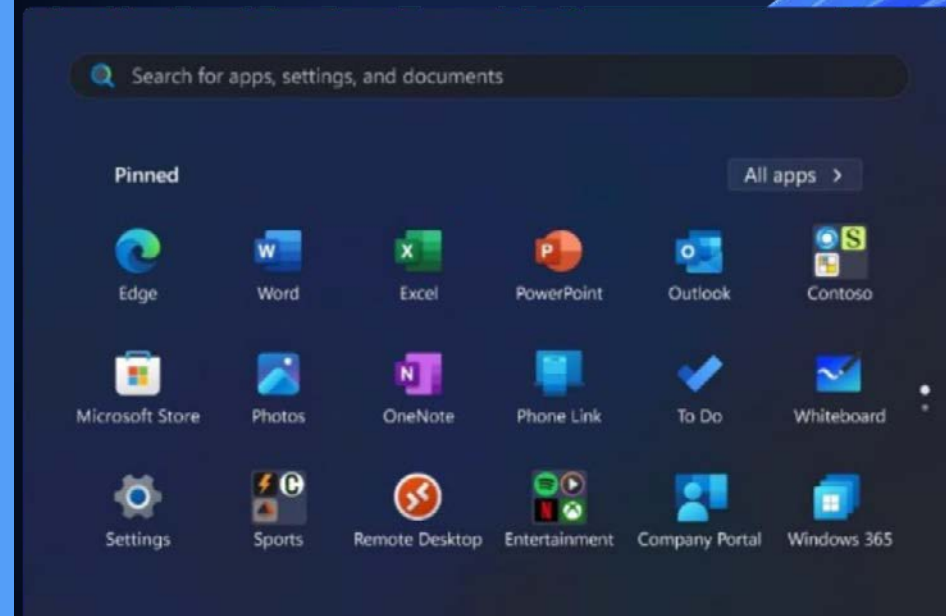 Search for apps, settings, and documents
Pinned
All apps >
W
X
P
O
S
Edge
Word
Excel
PowerPoint
Outlook
Contoso
N
Microsoft Store
Photos
OneNote
Phone Link
To Do
Whiteboard
C
N
Settings
Sports
Remote Desktop
Entertainment
Company Portal
Windows 365